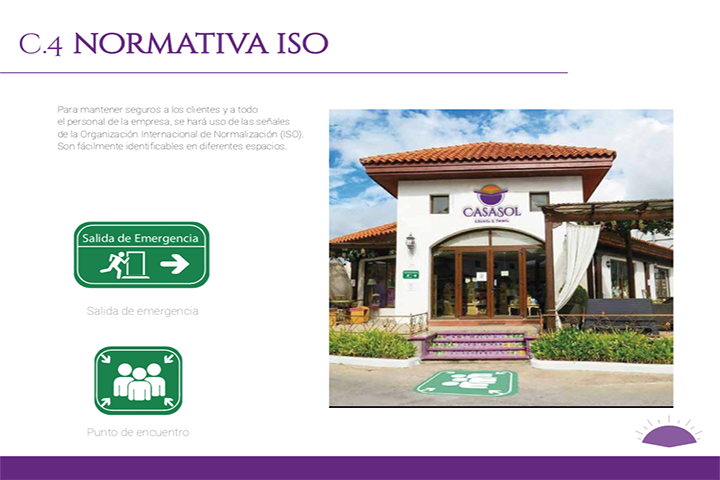 C.4 NORMATIVA ISO
Para mantener seguros a los clientes y a todo
el personal de la empresa, se hará uso de las señales
de la Organización Internacional de Normalización (ISO).
Son fácilmente identificables en diferentes espacios.
CASASOL
Salida de Emergencia
Salida de emergencia
Punto de encuentro